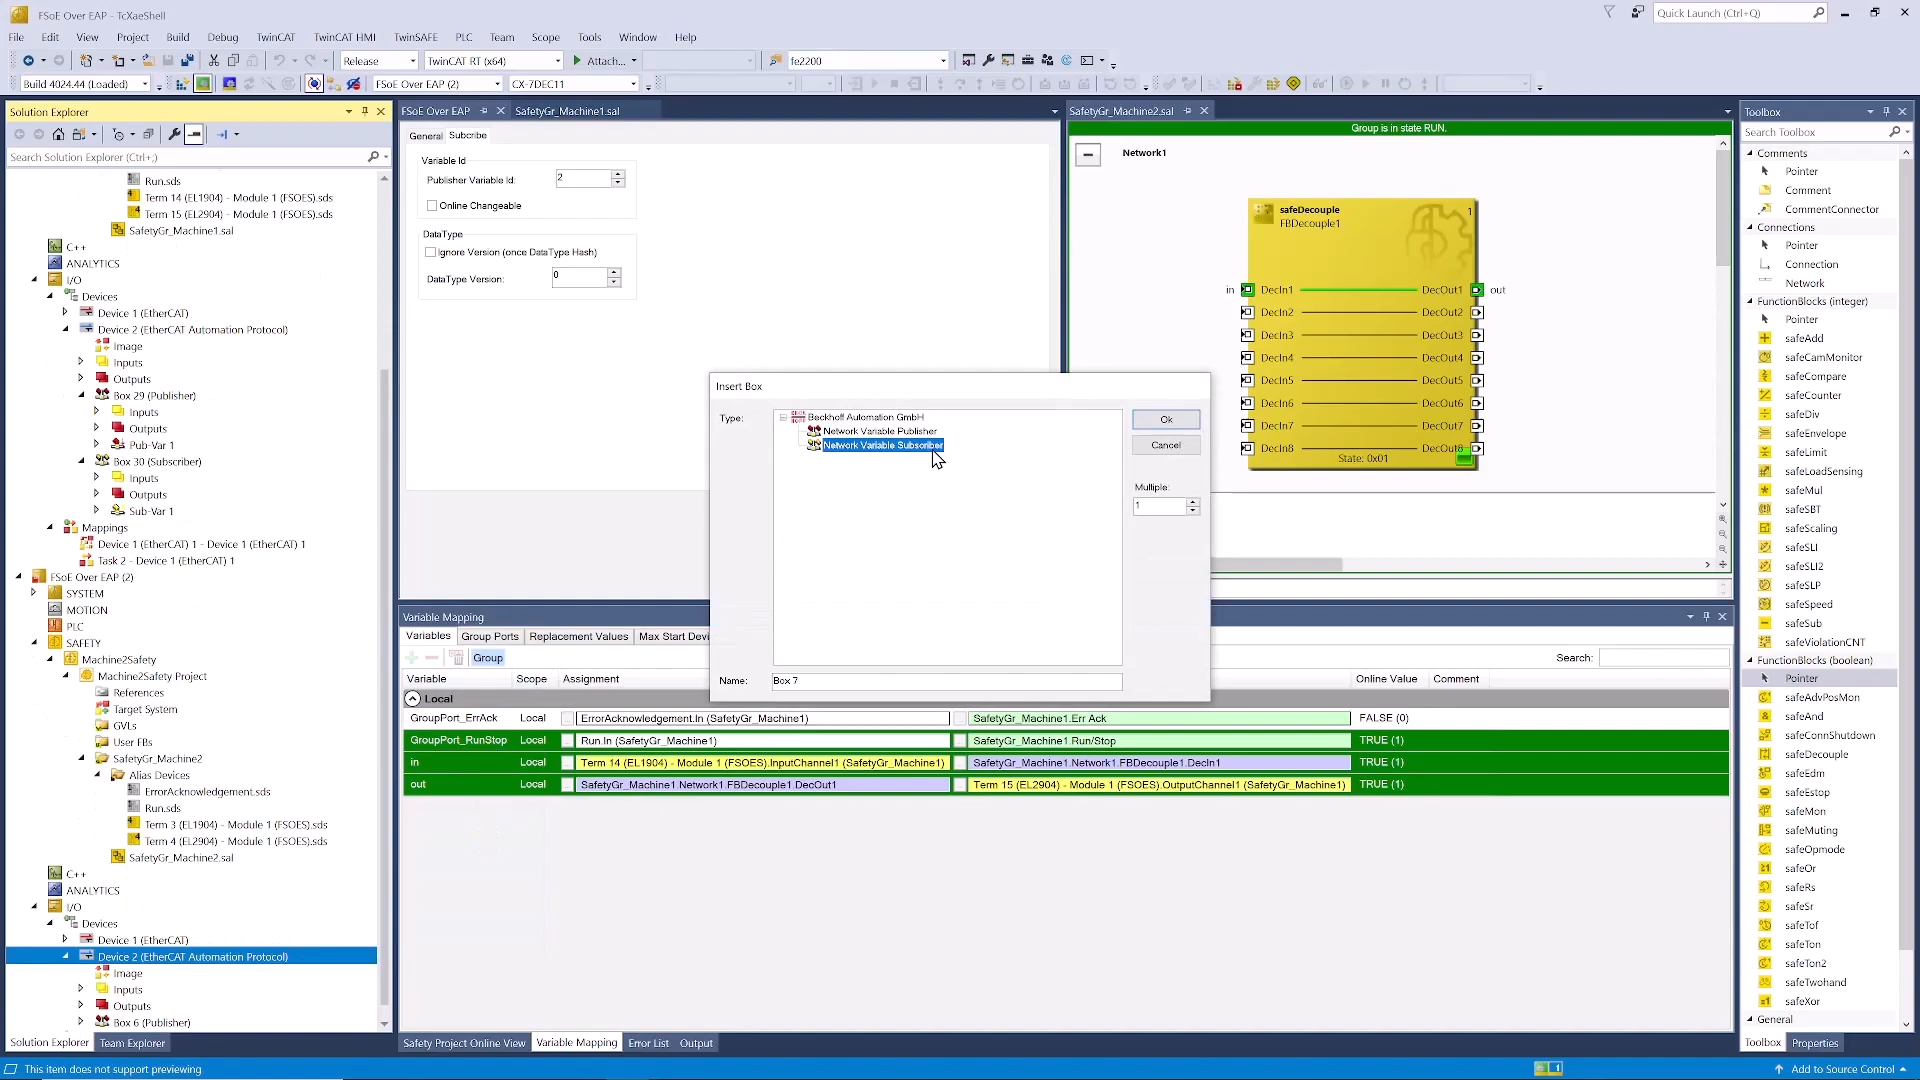 FSoE Over EAP - TcXaeShell
Quick Launch (Ctrl+Q)
File Edit View Project Build Debug TwinCAT TwinCAT HMI TwinSAFE PLC Team Scope Tools Window Help
Release TwinCAT RT (x64) Attach... fe2200
Build 4024.44 (Loaded) FSoE Over EAP (2) CX-7DEC11
Solution Explorer
Search Solution Explorer (Ctrl+;)
Run.sds
Term 14 (EL1904) - Module 1 (FSOES).sds
Term 15 (EL2904) - Module 1 (FSOES).sds
SafetyGr_Machine1.sal
C++
ANALYTICS
I/O
Devices
Device 1 (EtherCAT)
Device 2 (EtherCAT Automation Protocol)
Image
Inputs
Outputs
Box 29 (Publisher)
Inputs
Outputs
Pub-Var 1
Box 30 (Subscriber)
Inputs
Outputs
Sub-Var 1
Mappings
Device 1 (EtherCAT) 1 - Device 1 (EtherCAT) 1
Task 2 - Device 1 (EtherCAT) 1
FSoE Over EAP (2)
SYSTEM
MOTION
PLC
SAFETY
Machine2Safety
Machine2Safety Project
References
Target System
GVLs
User FBs
SafetyGr_Machine2
Alias Devices
ErrorAcknowledgement.sds
Run.sds
Term 3 (EL1904) - Module 1 (FSOES).sds
Term 4 (EL2904) - Module 1 (FSOES).sds
SafetyGr_Machine2.sal
C++
ANALYTICS
I/O
Devices
Device 1 (EtherCAT)
Device 2 (EtherCAT Automation Protocol)
Image
Inputs
Outputs
Box 6 (Publisher)
Solution Explorer Team Explorer
FSoE Over EAP SafetyGr_Machine1.sal
General Subcribe
Variable Id
Publisher Variable Id: 2
Online Changeable
DataType
Ignore Version (once DataType Hash)
DataType Version: 0
SafetyGr_Machine2.sal
Group is in state RUN.
Network1
safeDecouple 1
FBDecouple1
in DecIn1 DecOut1 out
DecIn2 DecOut2
DecIn3 DecOut3
DecIn4 DecOut4
DecIn5 DecOut5
DecIn6 DecOut6
DecIn7 DecOut7
DecIn8 DecOut8
State: 0x01
Insert Box
Type:
Beckhoff Automation GmbH
Network Variable Publisher
Network Variable Subscriber
Ok
Cancel
Multiple:
1
Name: Box 7
Variable Mapping
Variables Group Ports Replacement Values Max Start Devi
Group
Search:
Variable Scope Assignment Online Value Comment
Local
GroupPort_ErrAck Local ErrorAcknowledgement.In (SafetyGr_Machine1) SafetyGr_Machine1.Err Ack FALSE (0)
GroupPort_RunStop Local Run.In (SafetyGr_Machine1) SafetyGr_Machine1.Run/Stop TRUE (1)
in Local Term 14 (EL1904) - Module 1 (FSOES).InputChannel1 (SafetyGr_Machine1) SafetyGr_Machine1.Network1.FBDecouple1.DecIn1 TRUE (1)
out Local SafetyGr_Machine1.Network1.FBDecouple1.DecOut1 Term 15 (EL2904) - Module 1 (FSOES).OutputChannel1 (SafetyGr_Machine1) TRUE (1)
Safety Project Online View Variable Mapping Error List Output
Toolbox
Search Toolbox
Comments
Pointer
Comment
CommentConnector
Connections
Pointer
Connection
Network
FunctionBlocks (integer)
Pointer
safeAdd
safeCamMonitor
safeCompare
safeCounter
safeDiv
safeEnvelope
safeLimit
safeLoadSensing
safeMul
safeSBT
safeScaling
safeSLI
safeSLI2
safeSLP
safeSpeed
safeSub
safeViolationCNT
FunctionBlocks (boolean)
Pointer
safeAdvPosMon
safeAnd
safeConnShutdown
safeDecouple
safeEdm
safeEstop
safeMon
safeMuting
safeOpmode
safeOr
safeRs
safeSr
safeTof
safeTon
safeTon2
safeTwohand
safeXor
General
Toolbox Properties
This item does not support previewing
1
Add to Source Control